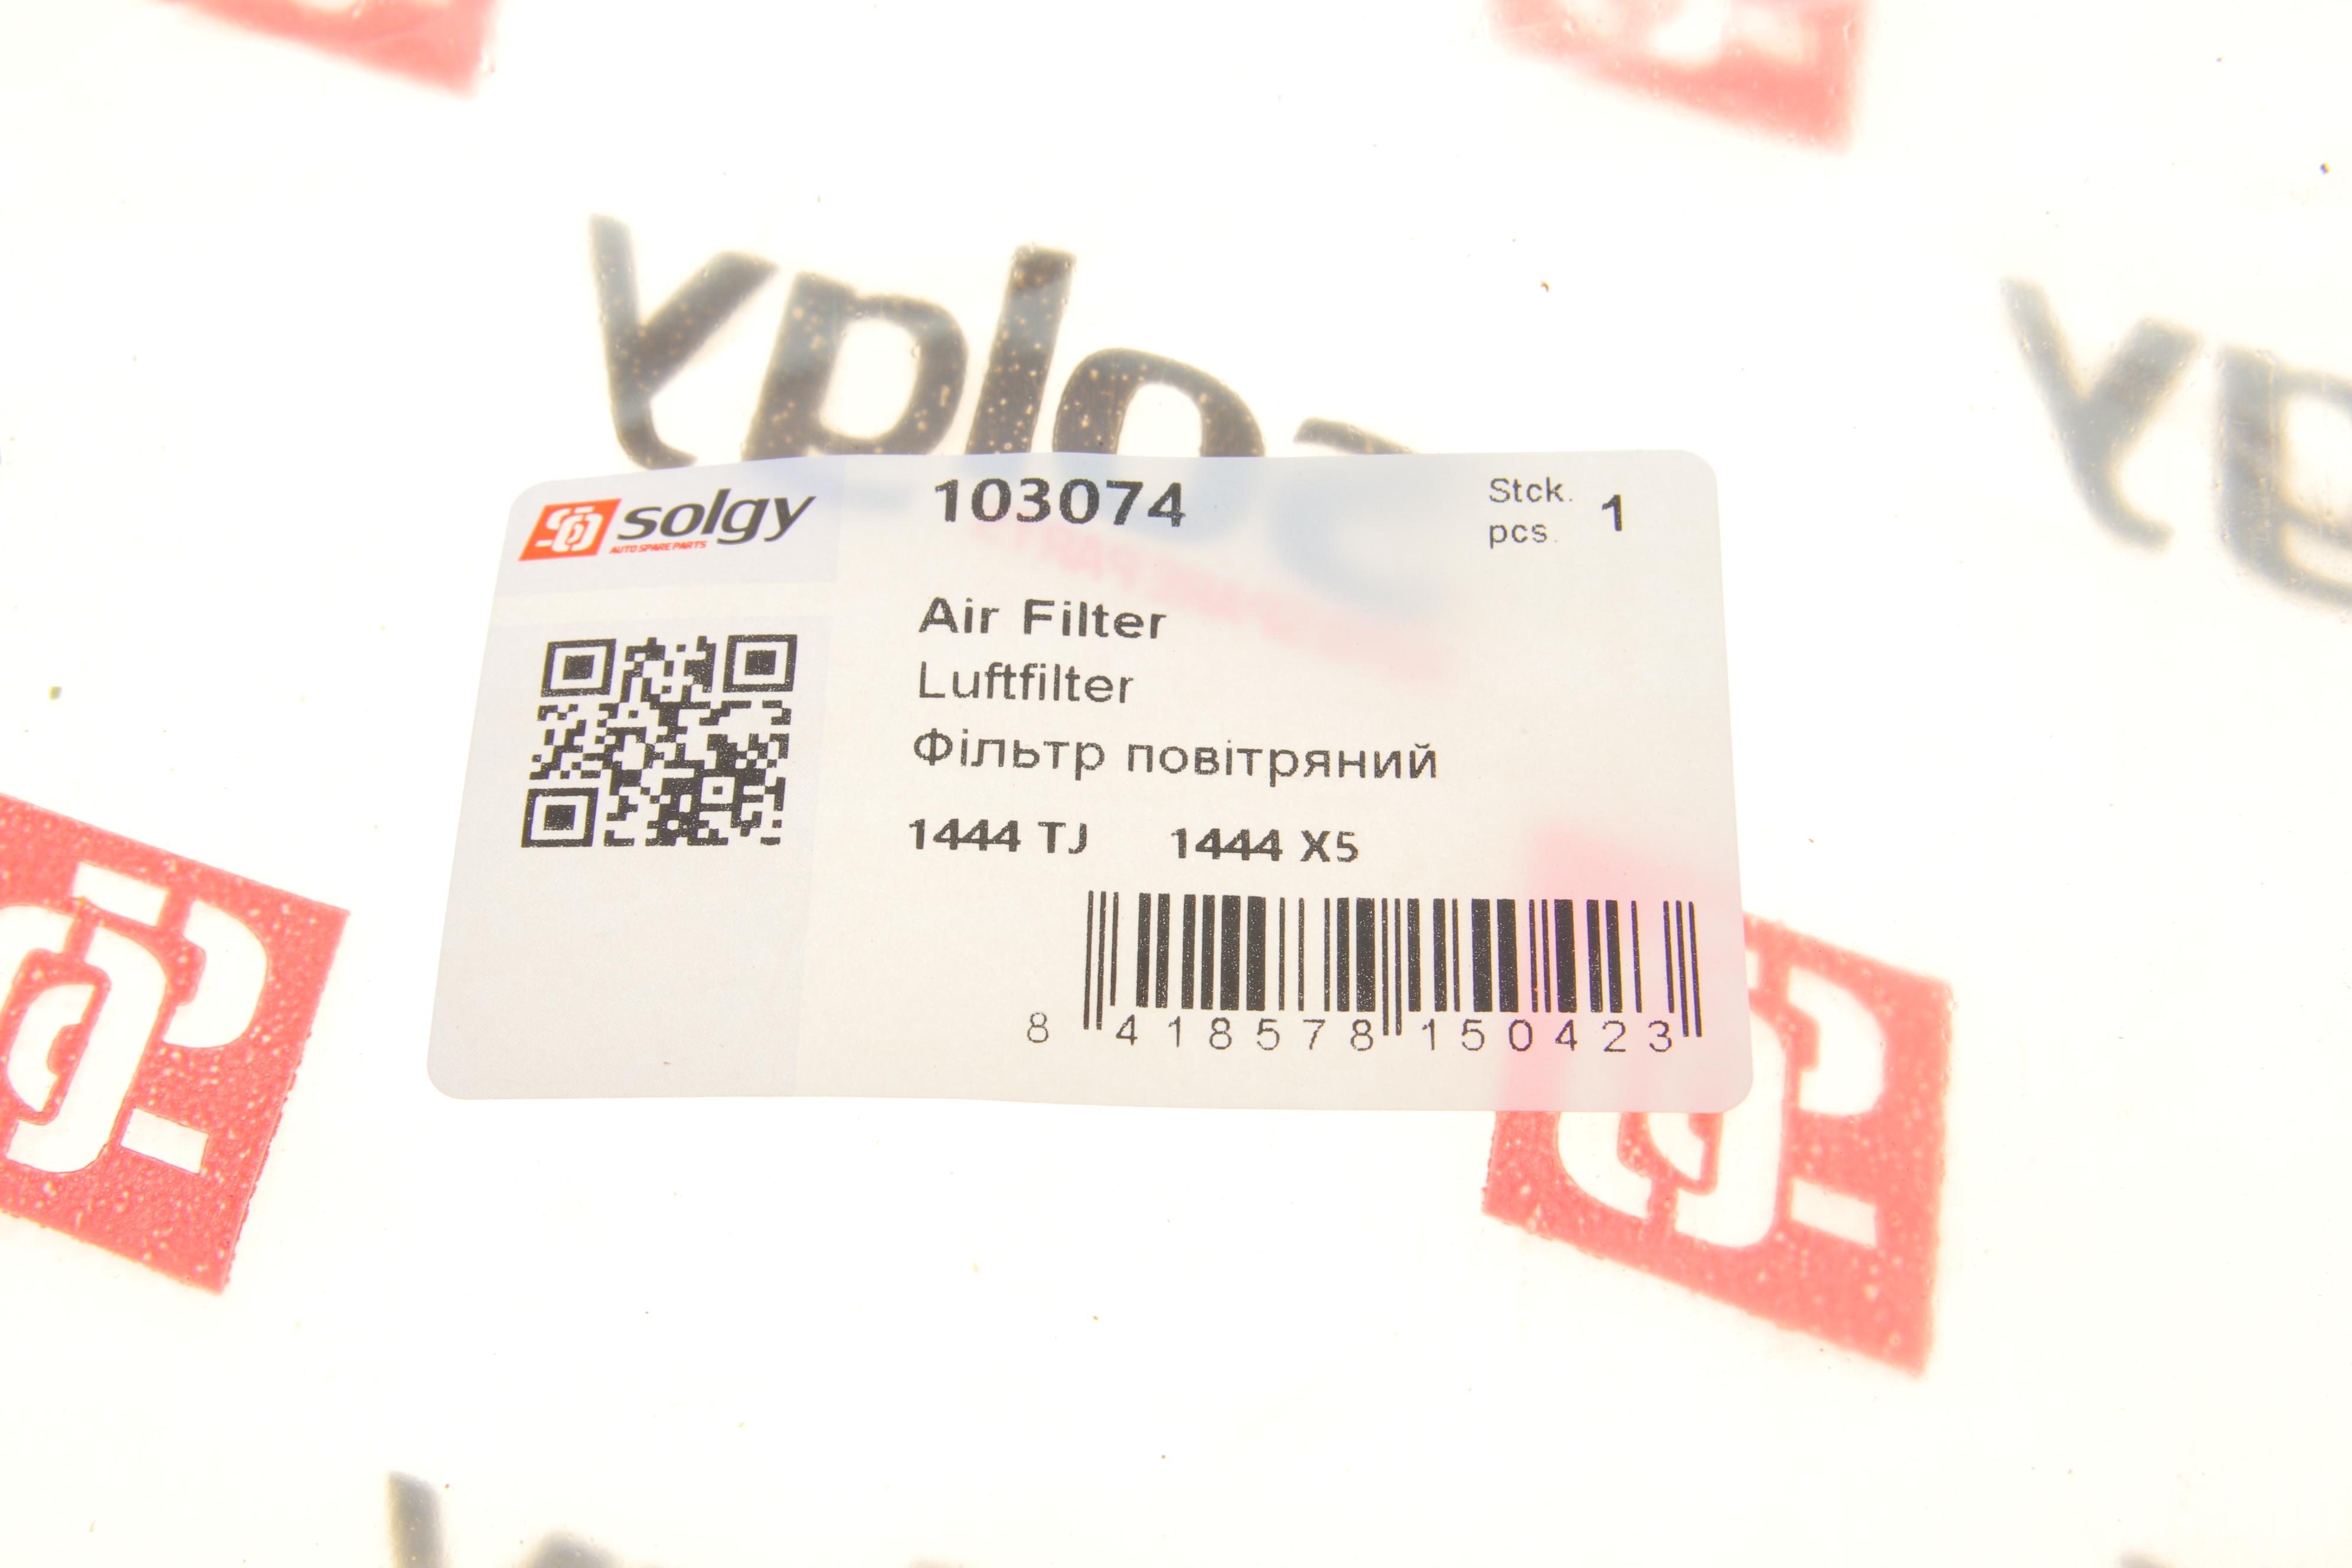 solgy
AUTO SPARE PARTS
103074
Stck.
pcs. 1
Air Filter
Luftfilter
Фільтр повітряний
1444 TJ 1444 X5
8 418578 150423